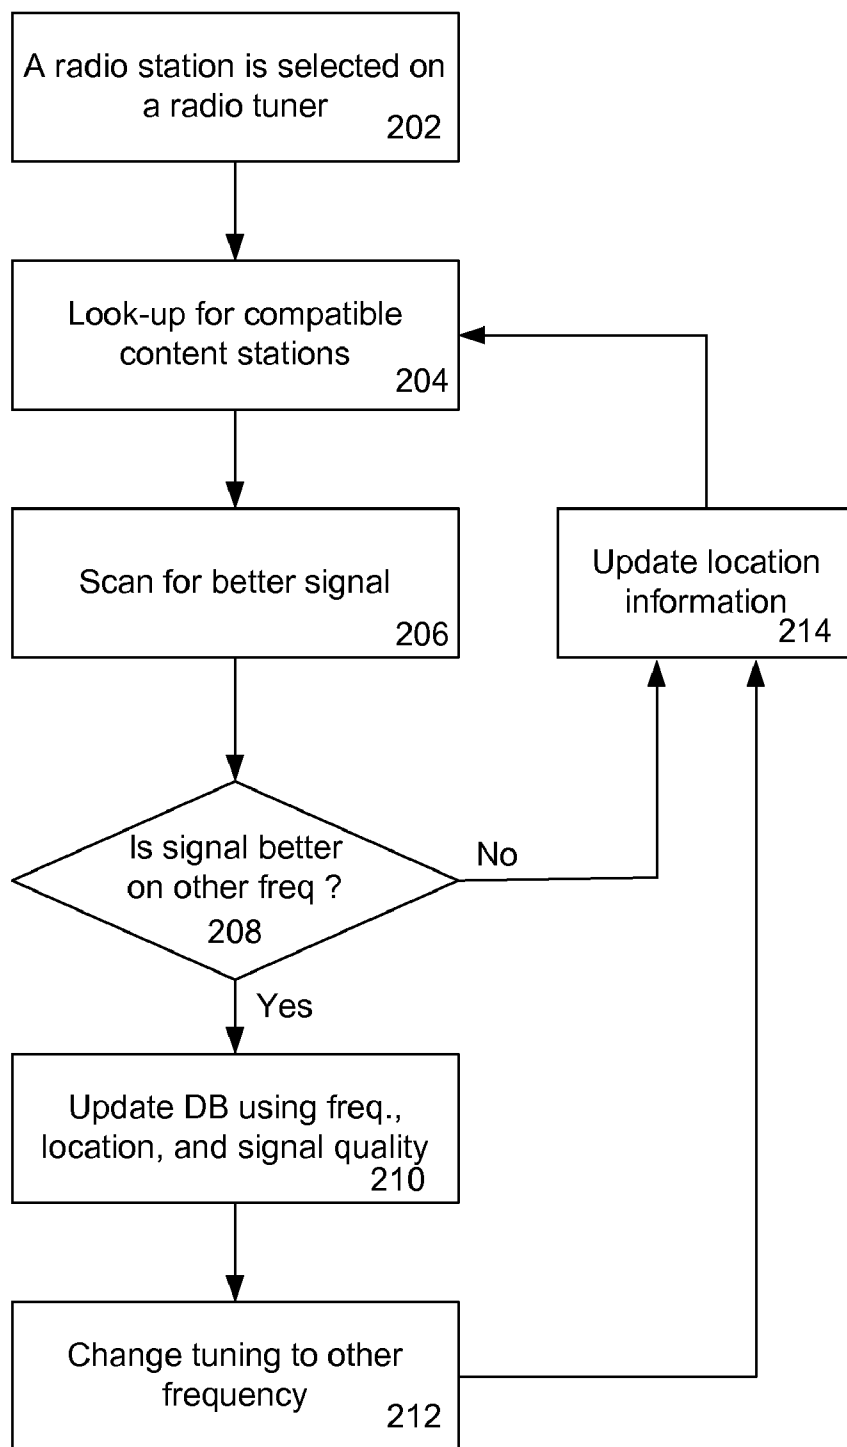 A radio station is selected on
a radio tuner
202
Look-up for compatible
content stations
204
Scan for better signal
206
Update location
information
214
Is signal better
on other freq ?
208
No
Yes
Update DB using freq.,
location, and signal quality
210
Change tuning to other
frequency
212